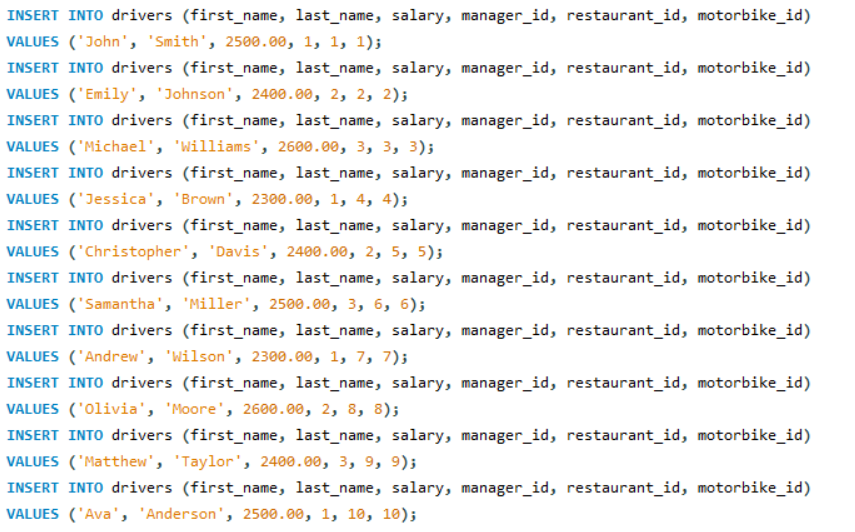 INSERT INTO drivers (first_name, last_name, salary, manager_id, restaurant_id, motorbike_id)
VALUES ('John', 'Smith', 2500.00, 1, 1, 1);
INSERT INTO drivers (first_name, last_name, salary, manager_id, restaurant_id, motorbike_id)
VALUES ('Emily', 'Johnson', 2400.00, 2, 2, 2);
INSERT INTO drivers (first_name, last_name, salary, manager_id, restaurant_id, motorbike_id)
VALUES ('Michael', 'Williams', 2600.00, 3, 3, 3);
INSERT INTO drivers (first_name, last_name, salary, manager_id, restaurant_id, motorbike_id)
VALUES ('Jessica', 'Brown', 2300.00, 1, 4, 4);
INSERT INTO drivers (first_name, last_name, salary, manager_id, restaurant_id, motorbike_id)
VALUES ('Christopher', 'Davis', 2400.00, 2, 5, 5);
INSERT INTO drivers (first_name, last_name, salary, manager_id, restaurant_id, motorbike_id)
VALUES ('Samantha', 'Miller', 2500.00, 3, 6, 6);
INSERT INTO drivers (first_name, last_name, salary, manager_id, restaurant_id, motorbike_id)
VALUES ('Andrew', 'Wilson', 2300.00, 1, 7, 7);
INSERT INTO drivers (first_name, last_name, salary, manager_id, restaurant_id, motorbike_id)
VALUES ('Olivia', 'Moore', 2600.00, 2, 8, 8);
INSERT INTO drivers (first_name, last_name, salary, manager_id, restaurant_id, motorbike_id)
VALUES ('Matthew', 'Taylor', 2400.00, 3, 9, 9);
INSERT INTO drivers (first_name, last_name, salary, manager_id, restaurant_id, motorbike_id)
VALUES ('Ava', 'Anderson', 2500.00, 1, 10, 10);